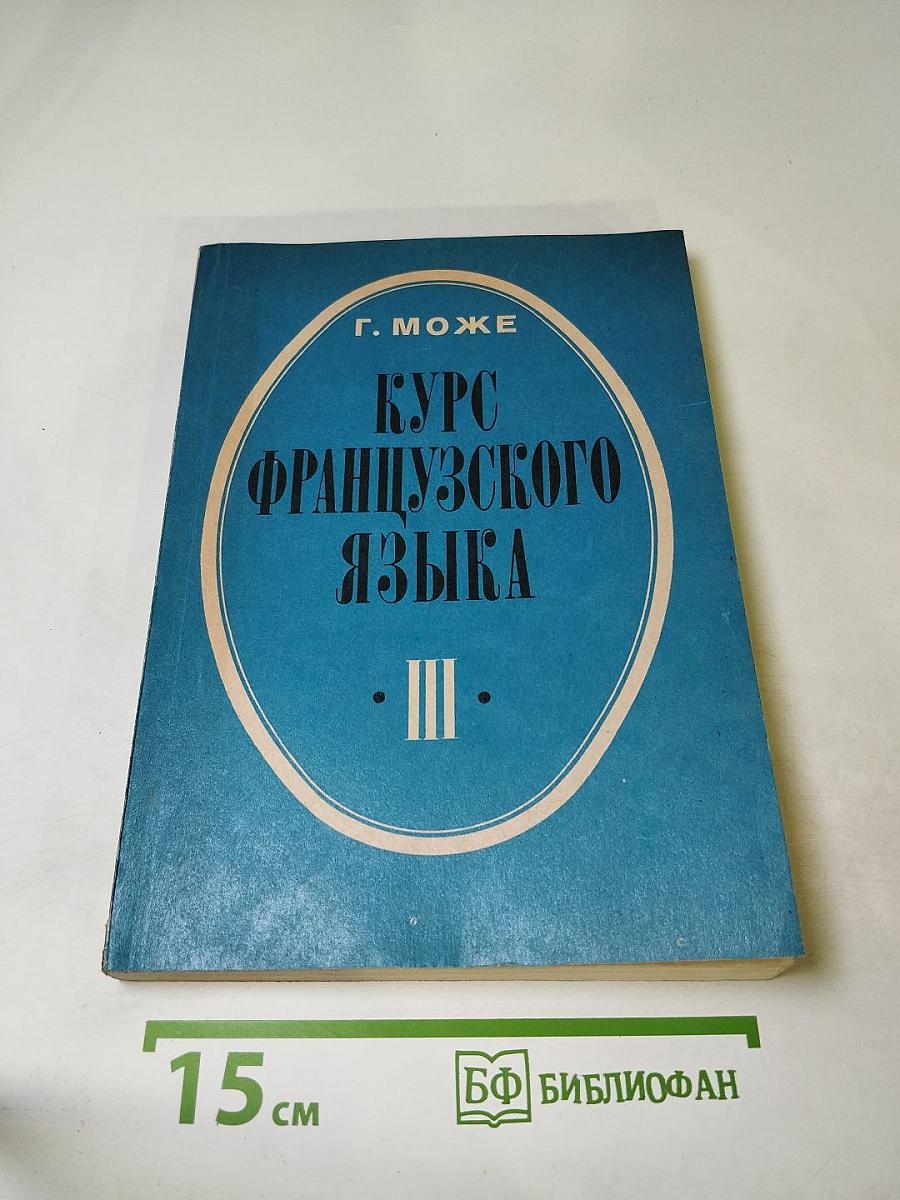 Г. МОЖЕ
КУРС
ФРАНЦУЗСКОГО
ЯЗЫКА
· III ·
15 см
БФ БИБЛИОФАН